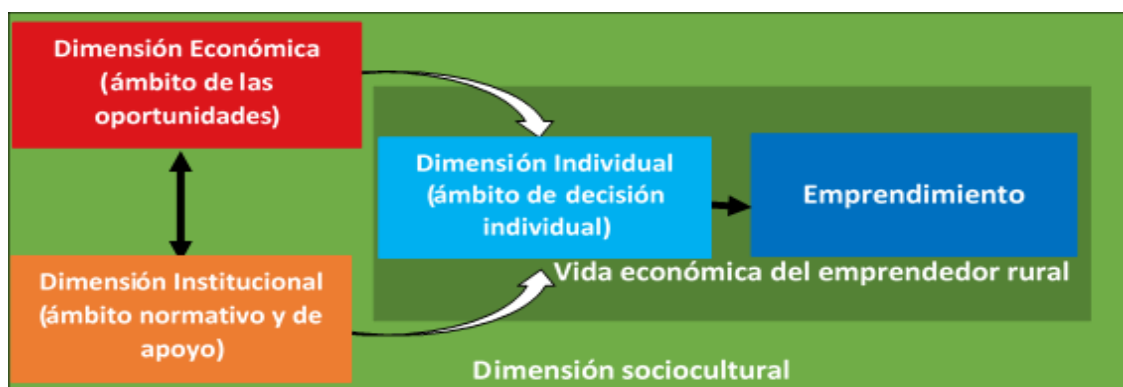 Dimensión Económica
(ámbito de las
oportunidades)
Dimensión Individual
(ámbito de decisión
individual)
Emprendimiento
Dimensión Institucional
(ámbito normativo y de
apoyo)
Vida económica del emprendedor rural
Dimensión sociocultural